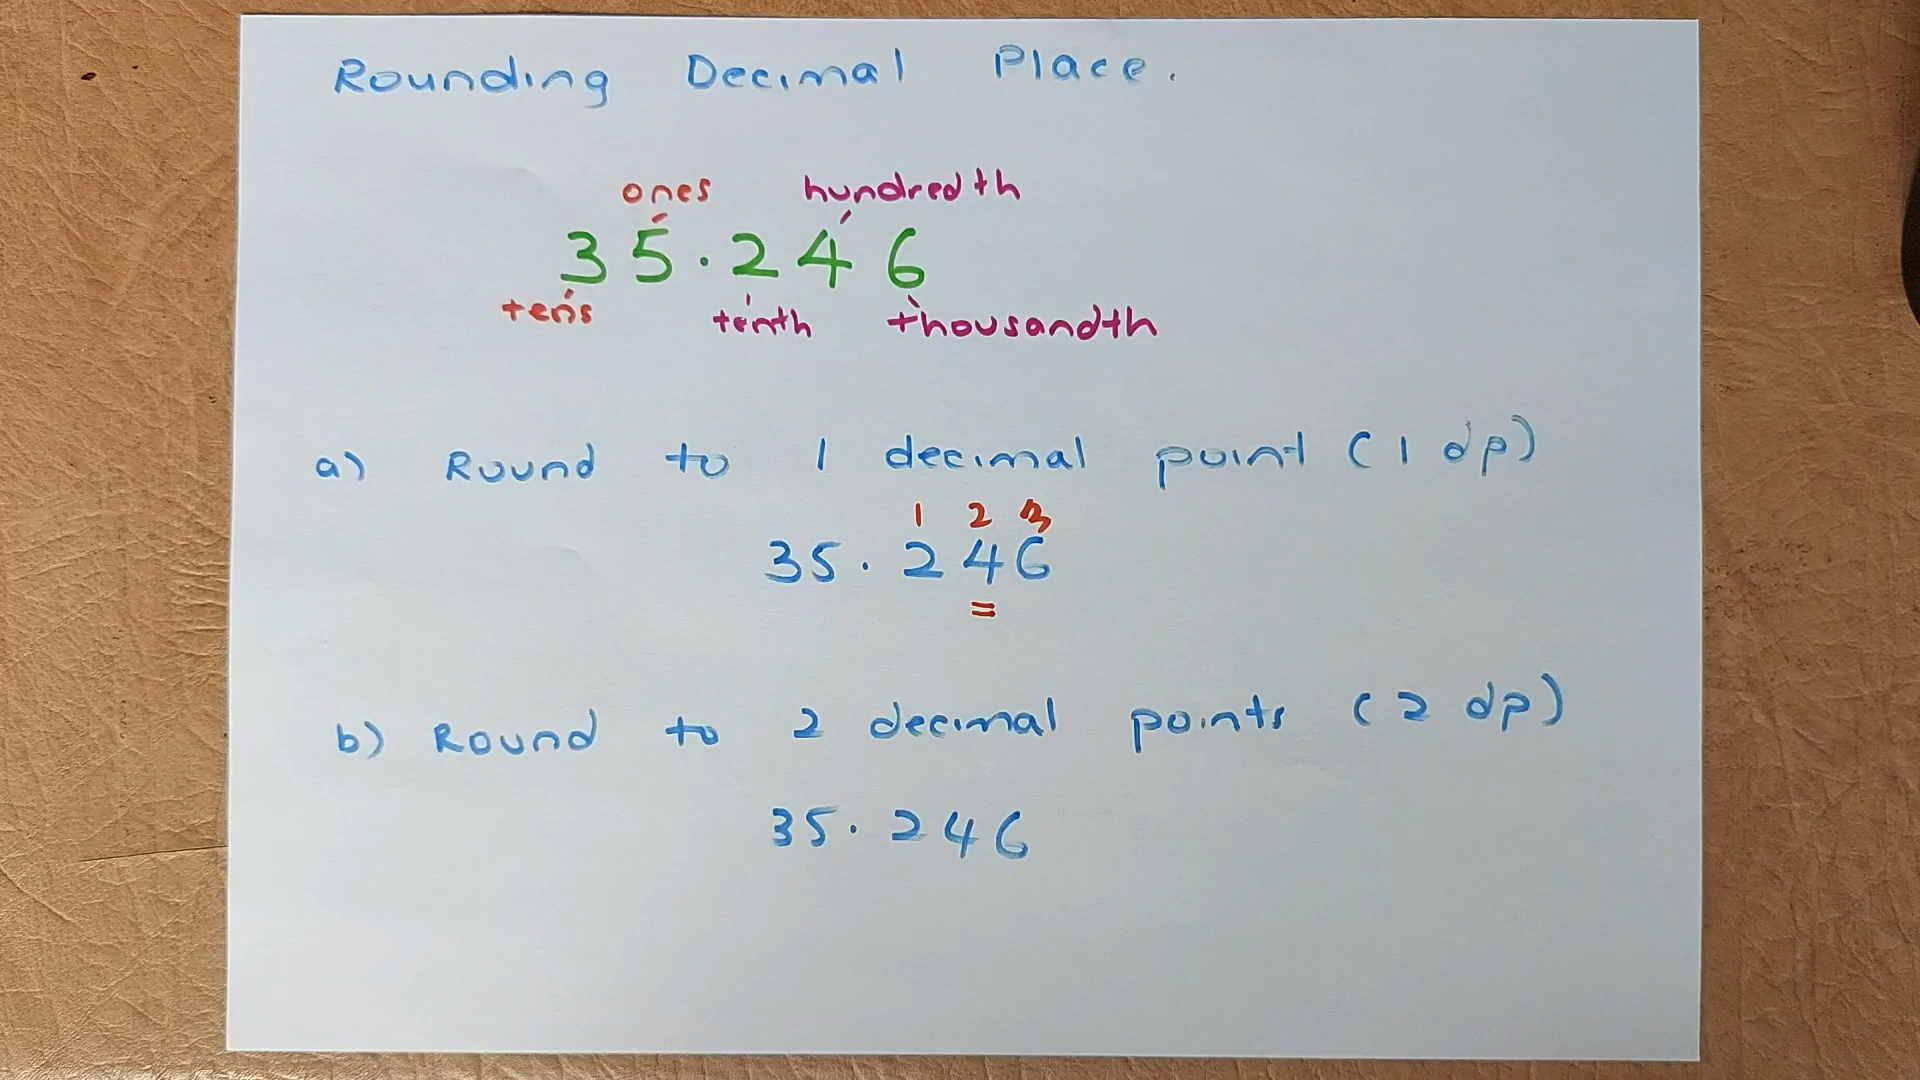 Rounding Decimal Place.
ones hundredth
35.246
tens tenth thousandth
a) Round to 1 decimal point (1 dp)
1 2 3
35.246
=
b) Round to 2 decimal points (2 dp)
35.246